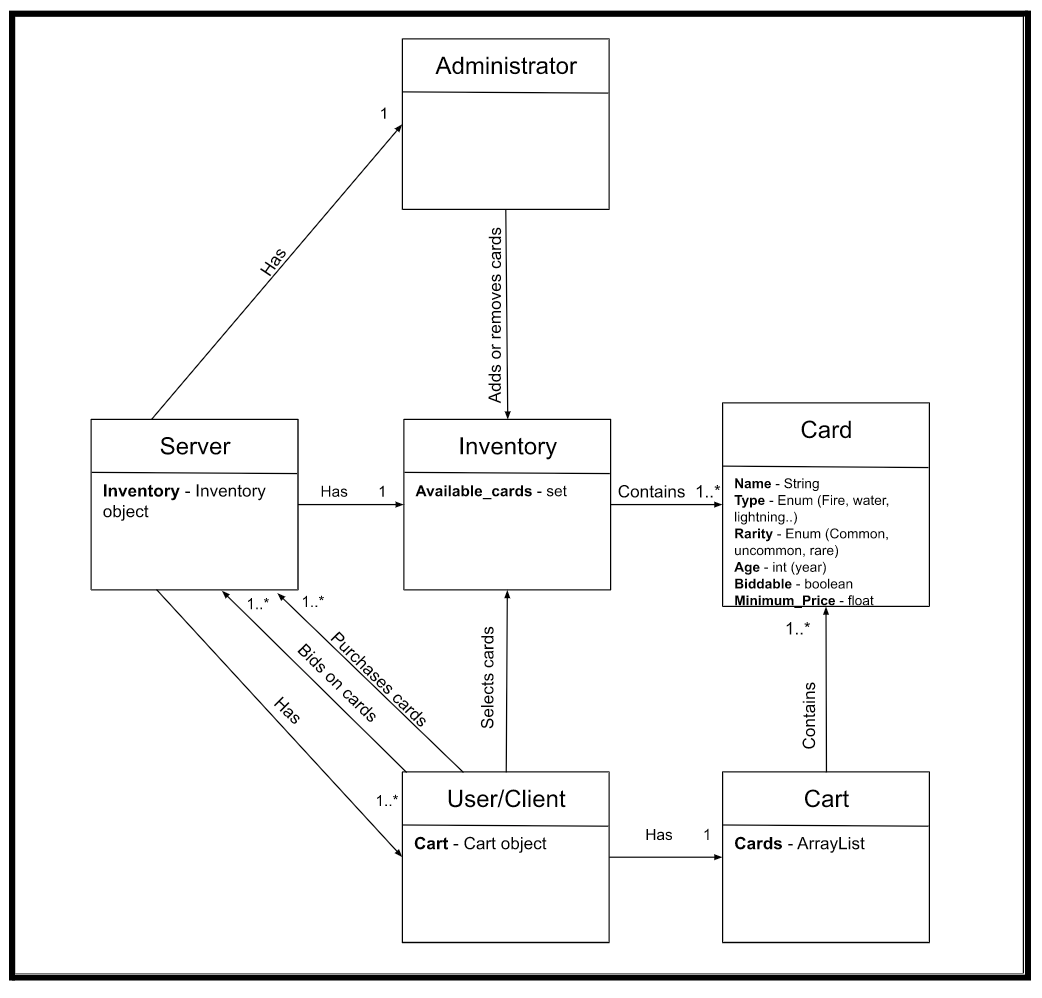 Administrator
1
Has
Adds or removes cards
Server
Inventory - Inventory
object
Has
1
Inventory
Available_cards - set
Contains
1..*
Card
Name - String
Type - Enum (Fire, water,
lightning..)
Rarity - Enum (Common,
uncommon, rare)
Age - int (year)
Biddable - boolean
Minimum_Price - float
1..*
1..*
Purchases cards
Bids on cards
Has
Selects cards
1..*
Contains
1..*
User/Client
Cart - Cart object
Has
1
Cart
Cards - ArrayList